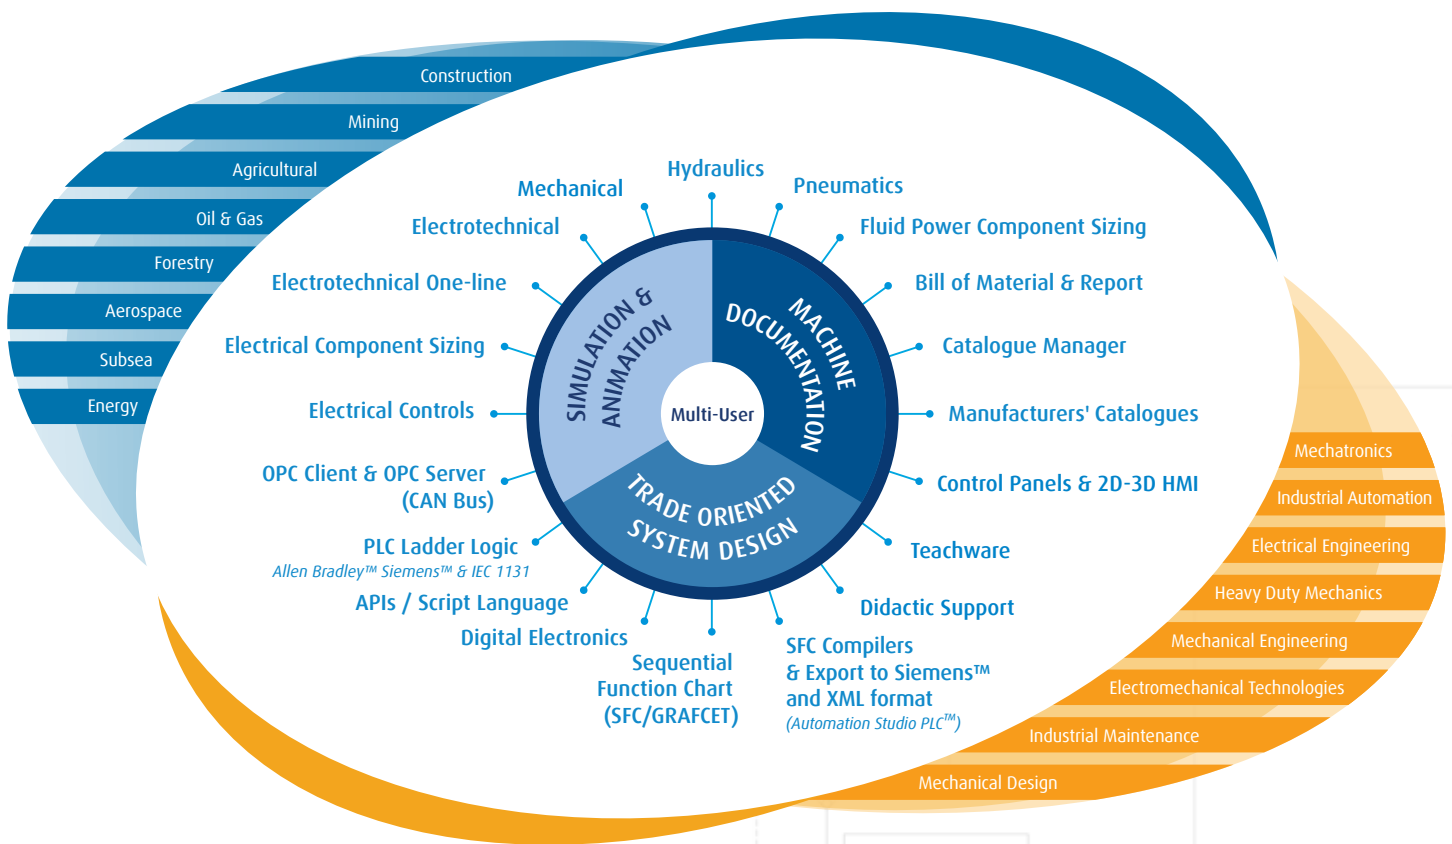 Construction
Mining
Agricultural
Oil & Gas
Forestry
Aerospace
Subsea
Energy
Hydraulics
Pneumatics
Fluid Power Component Sizing
Bill of Material & Report
Catalogue Manager
Manufacturers' Catalogues
Control Panels & 2D-3D HMI
Teachware
Didactic Support
SFC Compilers
& Export to Siemens™
and XML format
(Automation Studio PLC™)
Sequential
Function Chart
(SFC/GRAFCET)
Digital Electronics
APIs / Script Language
PLC Ladder Logic
Allen Bradley™ Siemens™ & IEC 1131
OPC Client & OPC Server
(CAN Bus)
Electrical Controls
Electrical Component Sizing
Electrotechnical One-line
Electrotechnical
Mechanical
SIMULATION &
ANIMATION
MACHINE
DOCUMENTATION
TRADE ORIENTED
SYSTEM DESIGN
Multi-User
Mechatronics
Industrial Automation
Electrical Engineering
Heavy Duty Mechanics
Mechanical Engineering
Electromechanical Technologies
Industrial Maintenance
Mechanical Design